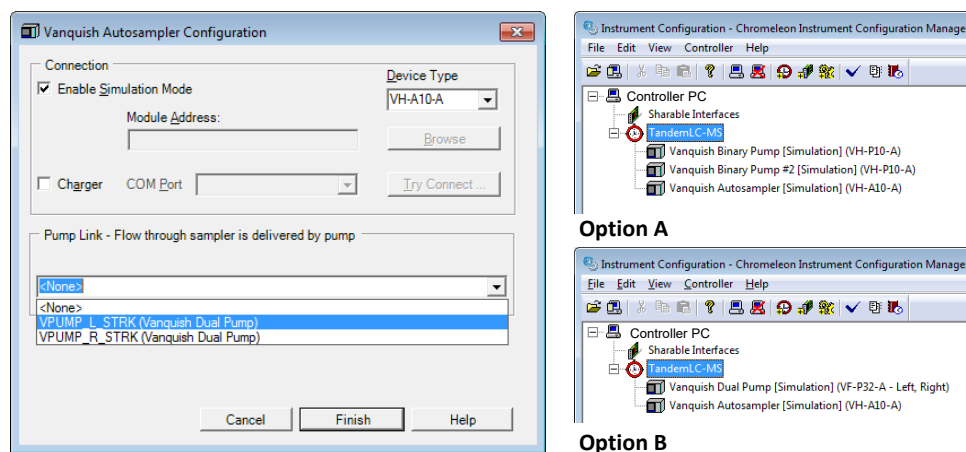 Vanquish Autosampler Configuration
Connection
Enable Simulation Mode
Device Type
VH-A10-A
Module Address:
Browse
Charger
COM Port
Try Connect ...
Pump Link - Flow through sampler is delivered by pump
<None>
<None>
VPUMP_L_STRK (Vanquish Dual Pump)
VPUMP_R_STRK (Vanquish Dual Pump)
Cancel
Finish
Help
Instrument Configuration - Chromeleon Instrument Configuration Manage
File Edit View Controller Help
Controller PC
Sharable Interfaces
TandemLC-MS
Vanquish Binary Pump [Simulation] (VH-P10-A)
Vanquish Binary Pump #2 [Simulation] (VH-P10-A)
Vanquish Autosampler [Simulation] (VH-A10-A)
Option A
Instrument Configuration - Chromeleon Instrument Configuration Manage
File Edit View Controller Help
Controller PC
Sharable Interfaces
TandemLC-MS
Vanquish Dual Pump [Simulation] (VF-P32-A - Left, Right)
Vanquish Autosampler [Simulation] (VH-A10-A)
Option B